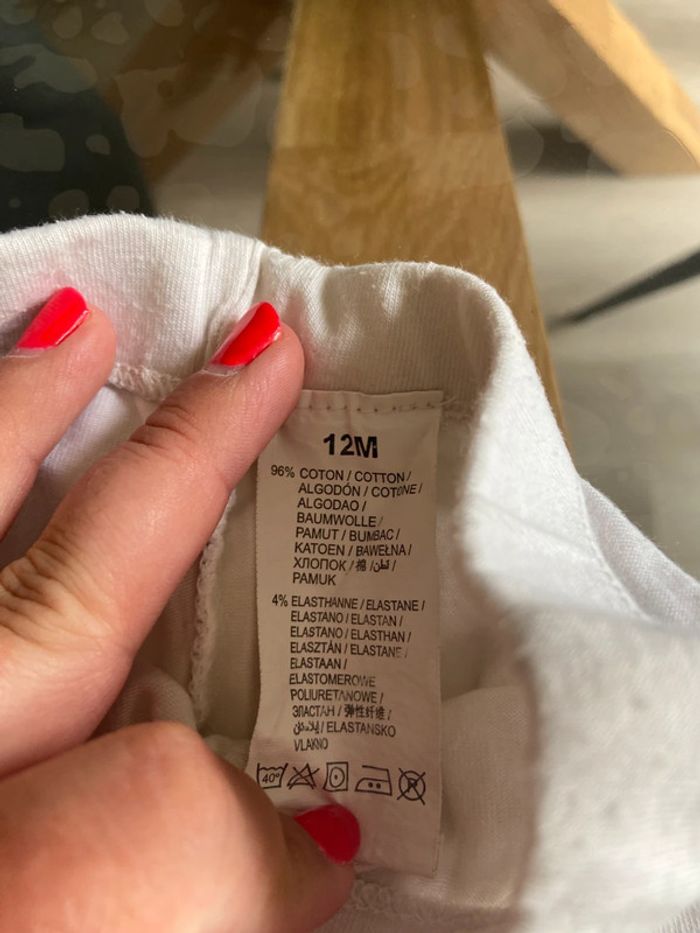 12M
96% COTON / COTTON /
ALGODÓN / COTONE /
ALGODAO /
BAUMWOLLE /
PAMUT / BUMBAC /
KATOEN / BAWEŁNA /
ХЛОПОК / 棉 / قطن /
PAMUK
4% ELASTHANNE / ELASTANE /
ELASTANO / ELASTAN /
ELASTANO / ELASTHAN /
ELASZTÁN / ELASTANE /
ELASTAAN /
ELASTOMEROWE
POLIURETANOWE /
ЭЛАСТАН / 弹性纤维 /
/ ELASTANSKO
VLAKNO
40°